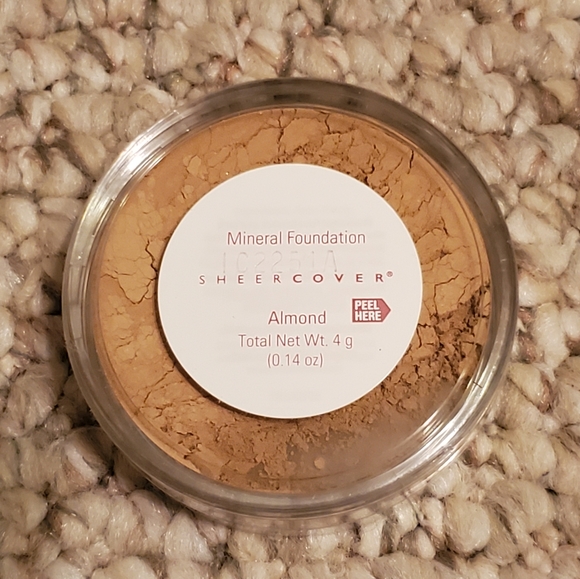 Mineral Foundation
SHEERCOVER®
Almond
PEEL
HERE
Total Net Wt. 4 g
(0.14 oz)